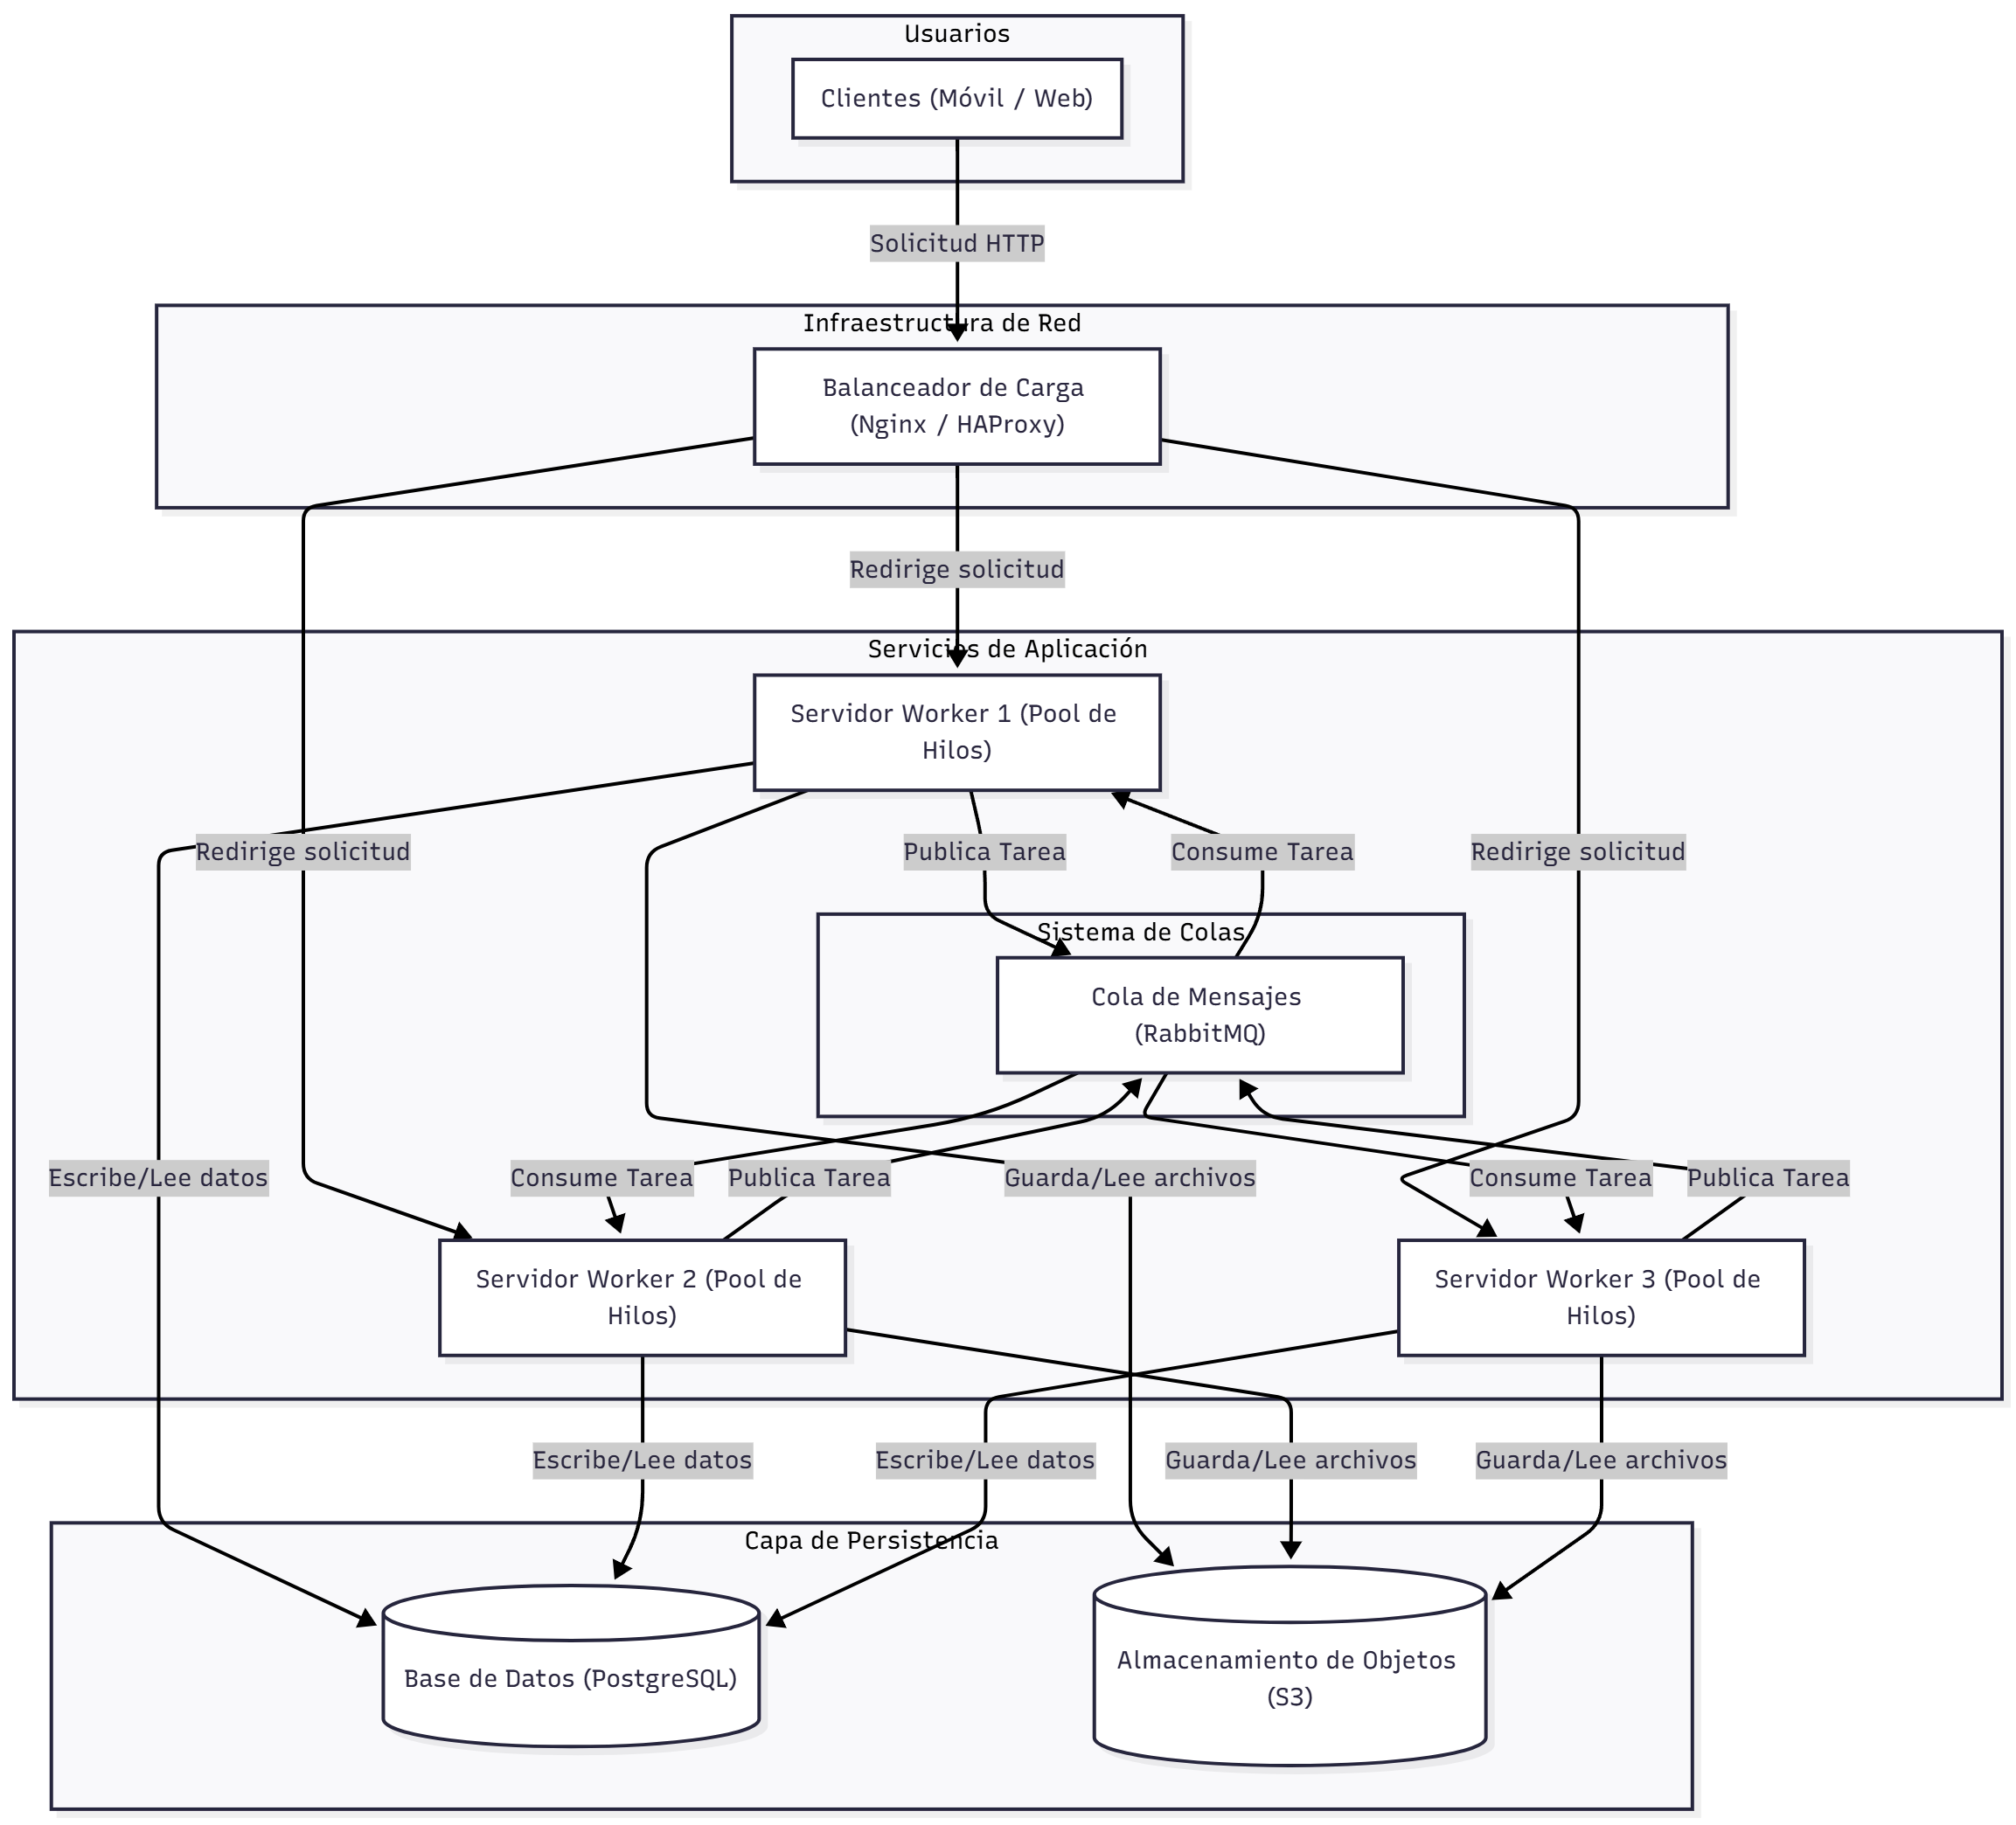 Usuarios
Clientes (Móvil / Web)
Solicitud HTTP
Infraestructura de Red
Balanceador de Carga
(Nginx / HAProxy)
Redirige solicitud
Servicios de Aplicación
Servidor Worker 1 (Pool de
Hilos)
Redirige solicitud
Publica Tarea
Consume Tarea
Redirige solicitud
Sistema de Colas
Cola de Mensajes
(RabbitMQ)
Escribe/Lee datos
Consume Tarea
Publica Tarea
Guarda/Lee archivos
Consume Tarea
Publica Tarea
Servidor Worker 2 (Pool de
Hilos)
Servidor Worker 3 (Pool de
Hilos)
Escribe/Lee datos
Escribe/Lee datos
Guarda/Lee archivos
Guarda/Lee archivos
Capa de Persistencia
Base de Datos (PostgreSQL)
Almacenamiento de Objetos
(S3)